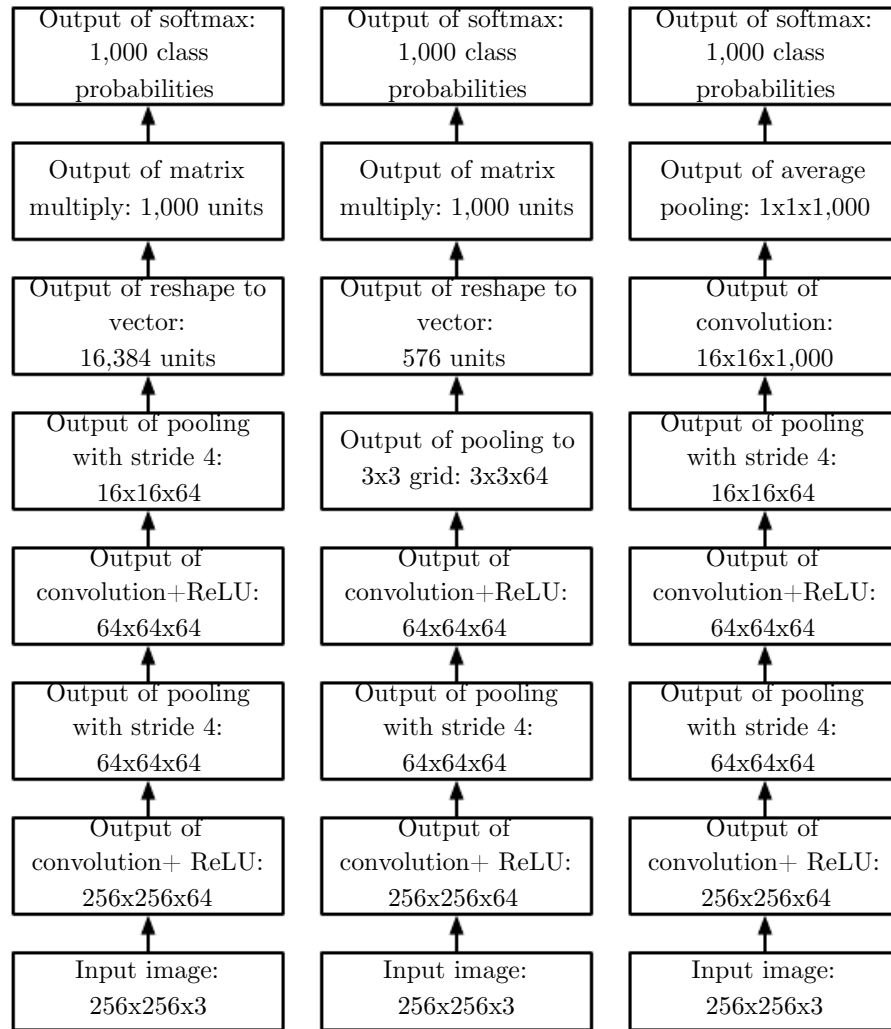 Output of softmax:
1,000 class
probabilities
Output of matrix
multiply: 1,000 units
Output of reshape to
vector:
16,384 units
Output of pooling
with stride 4:
16x16x64
Output of
convolution+ReLU:
64x64x64
Output of pooling
with stride 4:
64x64x64
Output of
convolution+ ReLU:
256x256x64
Input image:
256x256x3
Output of softmax:
1,000 class
probabilities
Output of matrix
multiply: 1,000 units
Output of reshape to
vector:
576 units
Output of pooling to
3x3 grid: 3x3x64
Output of
convolution+ReLU:
64x64x64
Output of pooling
with stride 4:
64x64x64
Output of
convolution+ ReLU:
256x256x64
Input image:
256x256x3
Output of softmax:
1,000 class
probabilities
Output of average
pooling: 1x1x1,000
Output of
convolution:
16x16x1,000
Output of pooling
with stride 4:
16x16x64
Output of
convolution+ReLU:
64x64x64
Output of pooling
with stride 4:
64x64x64
Output of
convolution+ ReLU:
256x256x64
Input image:
256x256x3